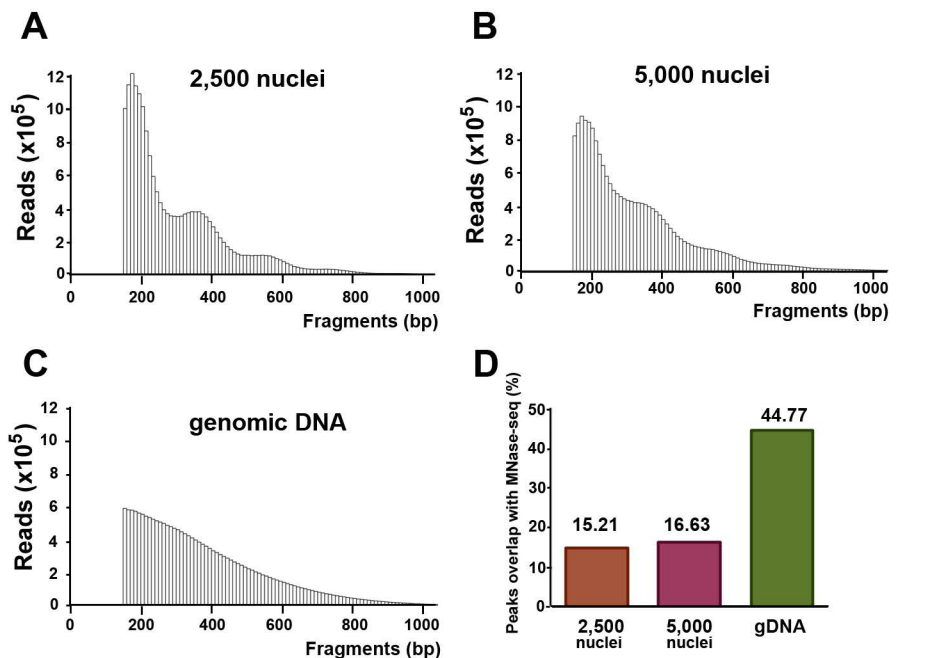 A
2,500 nuclei
Reads (x10⁵)
12
10
8
6
4
2
0
0 200 400 600 800 1000
Fragments (bp)
B
5,000 nuclei
Reads (x10⁵)
12
10
8
6
4
2
0
0 200 400 600 800 1000
Fragments (bp)
C
genomic DNA
Reads (x10⁵)
12
10
8
6
4
2
0
0 200 400 600 800 1000
Fragments (bp)
D
Peaks overlap with MNase-seq (%)
50
40
30
20
10
0
15.21 16.63 44.77
2,500 5,000 gDNA
nuclei nuclei